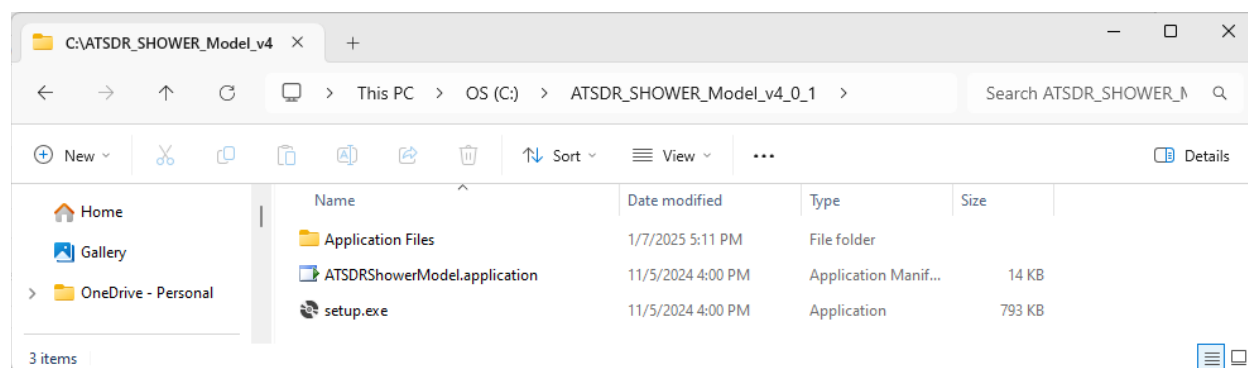 C:\ATSDR_SHOWER_Model_v4
This PC > OS (C:) > ATSDR_SHOWER_Model_v4_0_1 >
Search ATSDR_SHOWER_M
New
Sort
View
Details
Home
Gallery
OneDrive - Personal
Name Date modified Type Size
Application Files 1/7/2025 5:11 PM File folder
ATSDRShowerModel.application 11/5/2024 4:00 PM Application Manif... 14 KB
setup.exe 11/5/2024 4:00 PM Application 793 KB
3 items